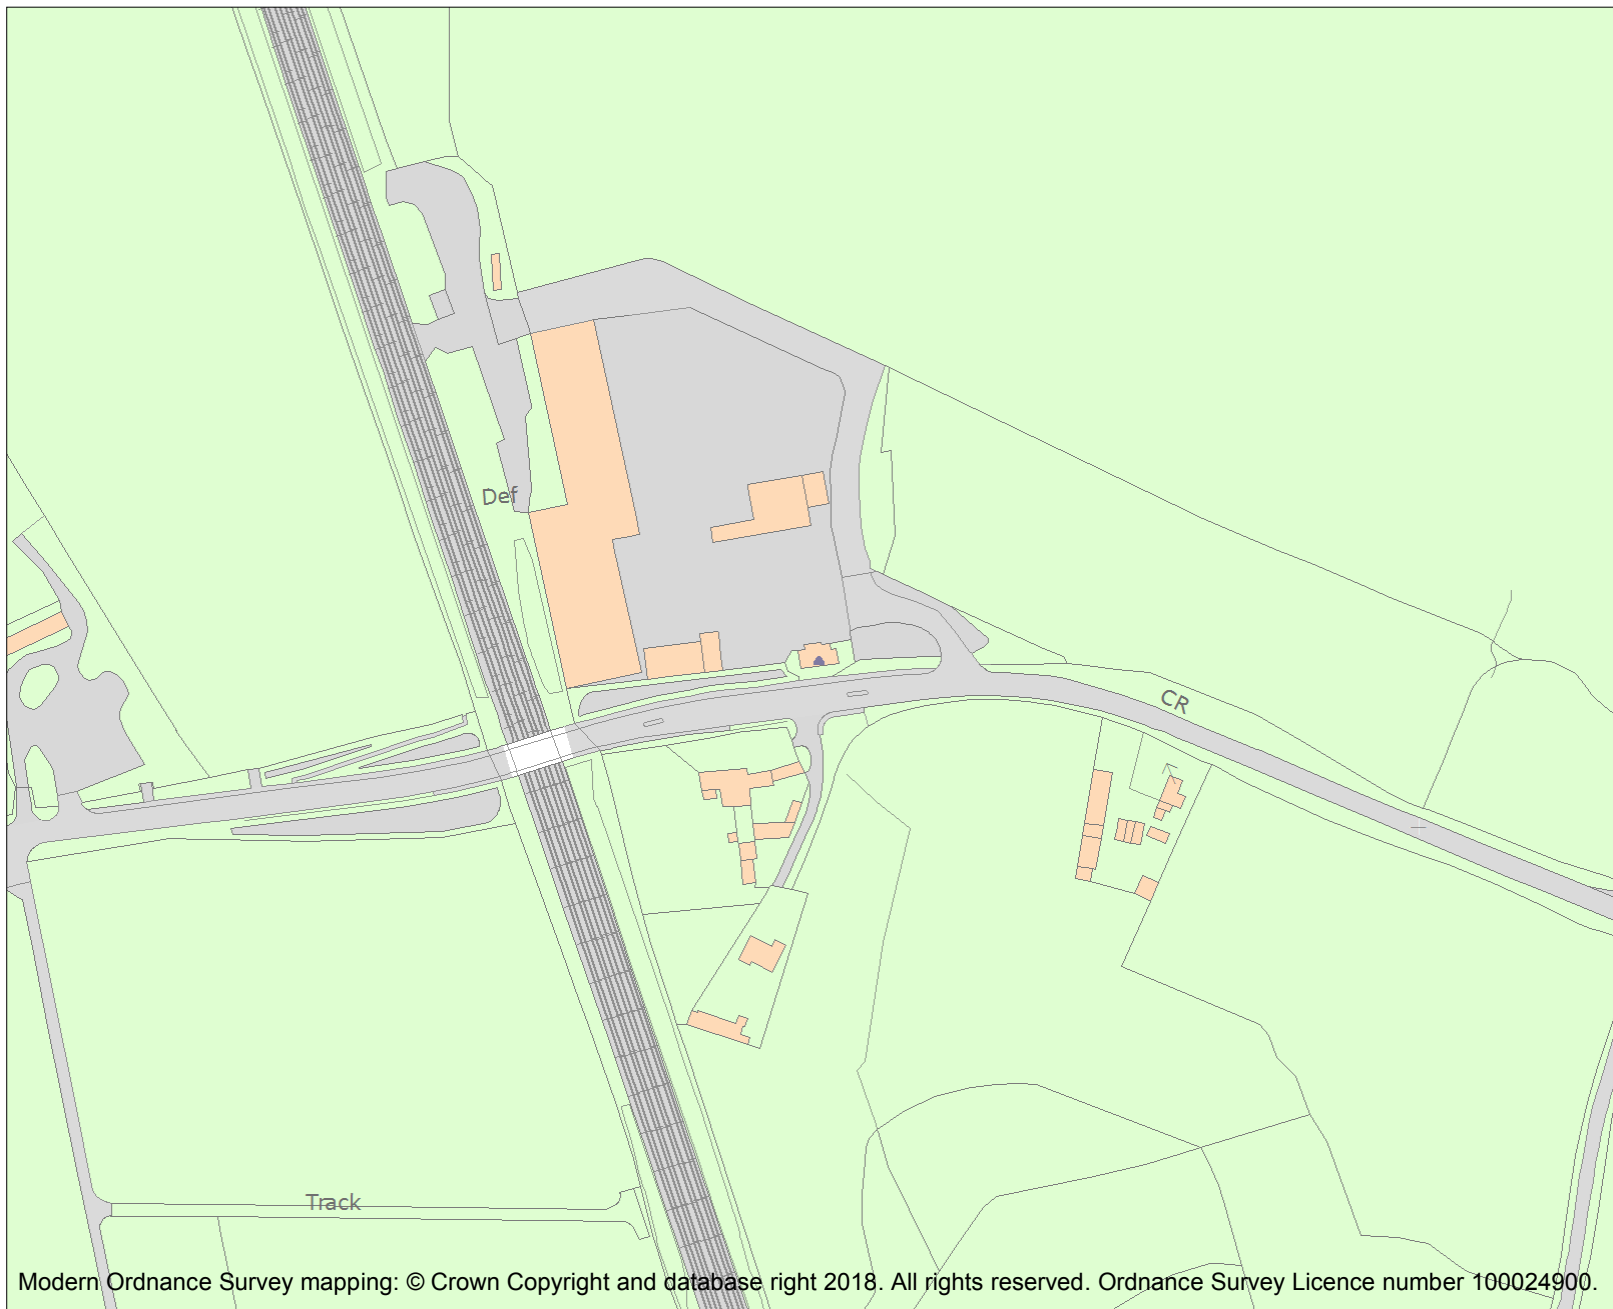 Def
CR
Track
Modern Ordnance Survey mapping: © Crown Copyright and database right 2018. All rights reserved. Ordnance Survey Licence number 100024900.